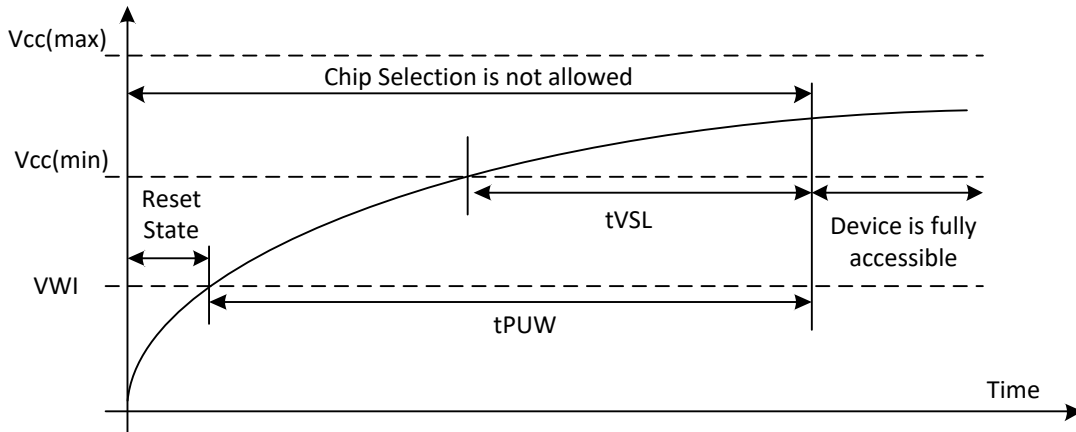 Vcc(max)
Chip Selection is not allowed
Vcc(min)
Reset
State
tVSL
Device is fully
accessible
VWI
tPUW
Time